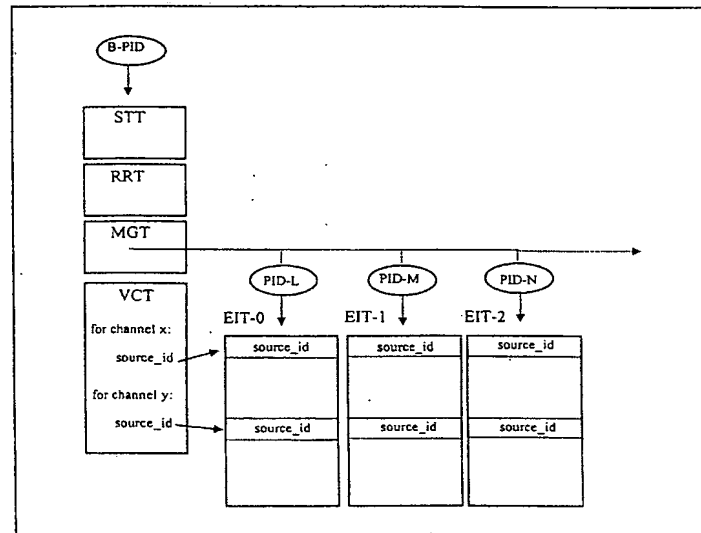 B-PID
STT
RRT
MGT
PID-L
PID-M
PID-N
VCT
EIT-0
EIT-1
EIT-2
for channel x:
source_id
source_id
source_id
source_id
for channel y:
source_id
source_id
source_id
source_id